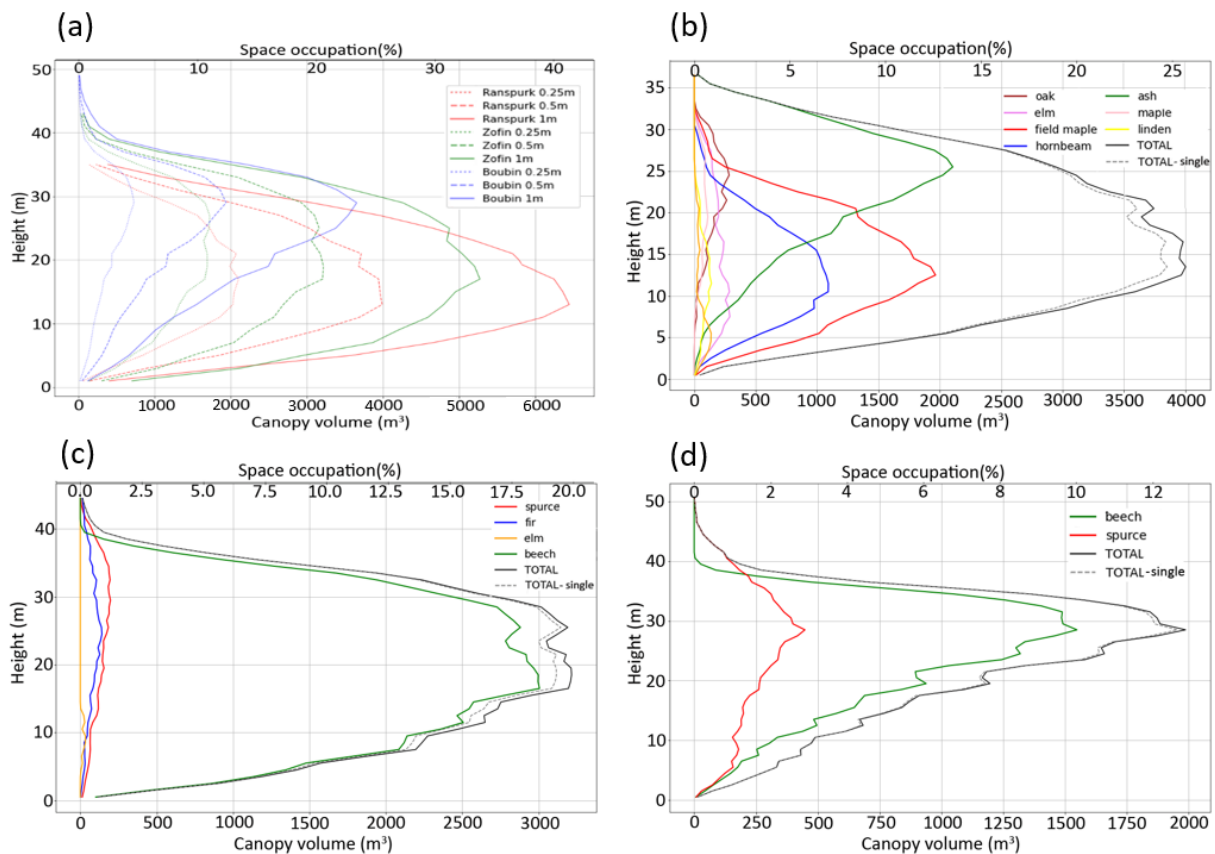 (a)
Space occupation(%)
0 10 20 30 40
50
40
30
20
10
0
Height (m)
Ranspurk 0.25m
Ranspurk 0.5m
Ranspurk 1m
Zofin 0.25m
Zofin 0.5m
Zofin 1m
Boubin 0.25m
Boubin 0.5m
Boubin 1m
0 1000 2000 3000 4000 5000 6000
Canopy volume (m³)
(b)
Space occupation(%)
0 5 10 15 20 25
35
30
25
20
15
10
5
0
Height (m)
oak ash
elm maple
field maple linden
hornbeam TOTAL
TOTAL- single
0 500 1000 1500 2000 2500 3000 3500 4000
Canopy volume (m³)
(c)
Space occupation(%)
0.0 2.5 5.0 7.5 10.0 12.5 15.0 17.5 20.0
40
30
20
10
0
Height (m)
spurce
fir
elm
beech
TOTAL
TOTAL- single
0 500 1000 1500 2000 2500 3000
Canopy volume (m³)
(d)
Space occupation(%)
0 2 4 6 8 10 12
50
40
30
20
10
0
Height (m)
beech
spurce
TOTAL
TOTAL-single
0 250 500 750 1000 1250 1500 1750 2000
Canopy volume (m³)